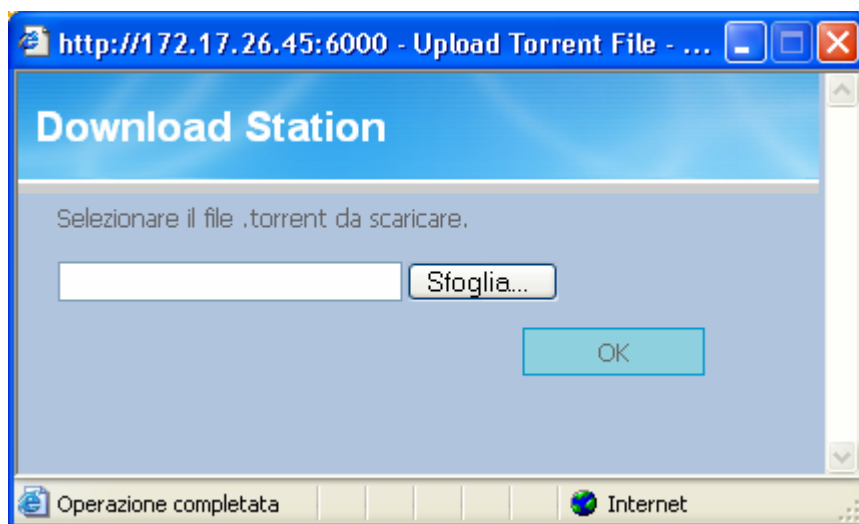 http://172.17.26.45:6000 - Upload Torrent File - ...
Download Station
Selezionare il file .torrent da scaricare.
Sfoglia...
OK
Operazione completata
Internet